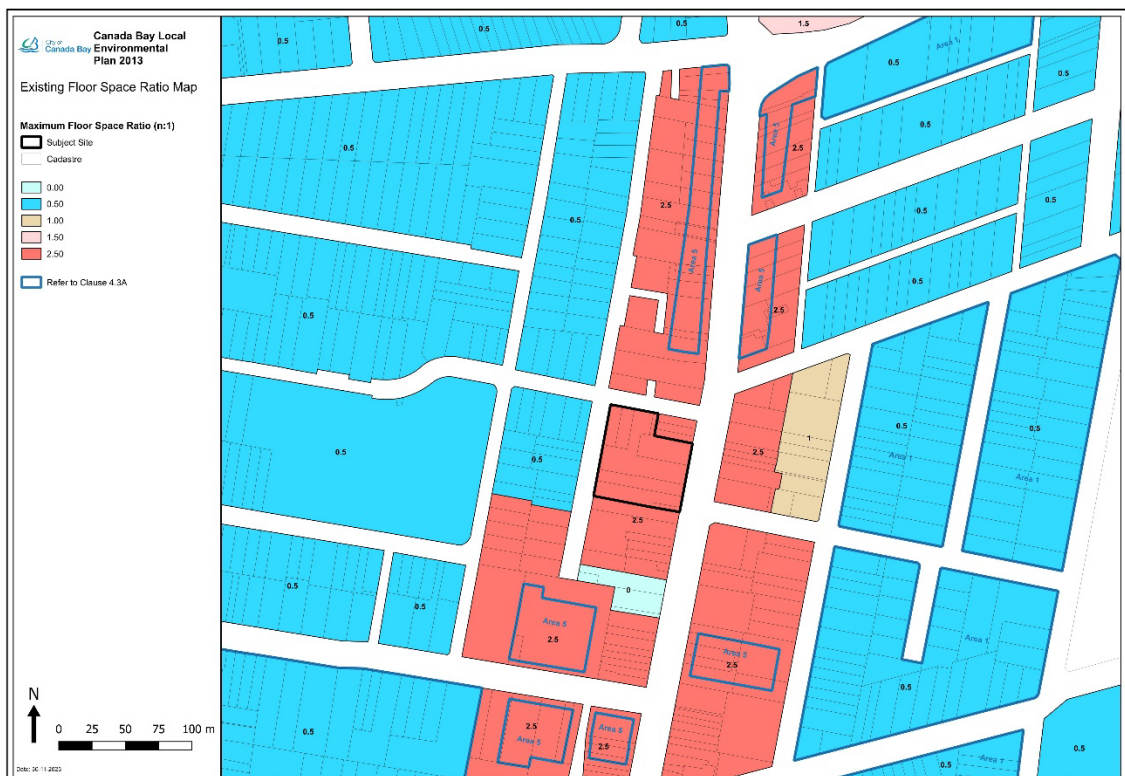 City of
Canada Bay
Canada Bay Local
Environmental
Plan 2013
Existing Floor Space Ratio Map
Maximum Floor Space Ratio (n:1)
Subject Site
Cadastre
0.00
0.50
1.00
1.50
2.50
Refer to Clause 4.3A
N
0 25 50 75 100 m
Date: 30-11-2023
0.5
0.5
1.5
Area 1
0.5
0.5
0.5
0.5
Area 5
2.5
0.5
0.5
2.5
Area 5
0.5
0.5
Area 5
2.5
0.5
0.5
0.5
0.5
0.5
2.5
1
0.5
Area 1
0.5
Area 1
2.5
0.5
0.5
0
Area 5
2.5
Area 5
2.5
Area 1
0.5
0.5
2.5
Area 5
Area 5
2.5
Area 1
0.5
0.5